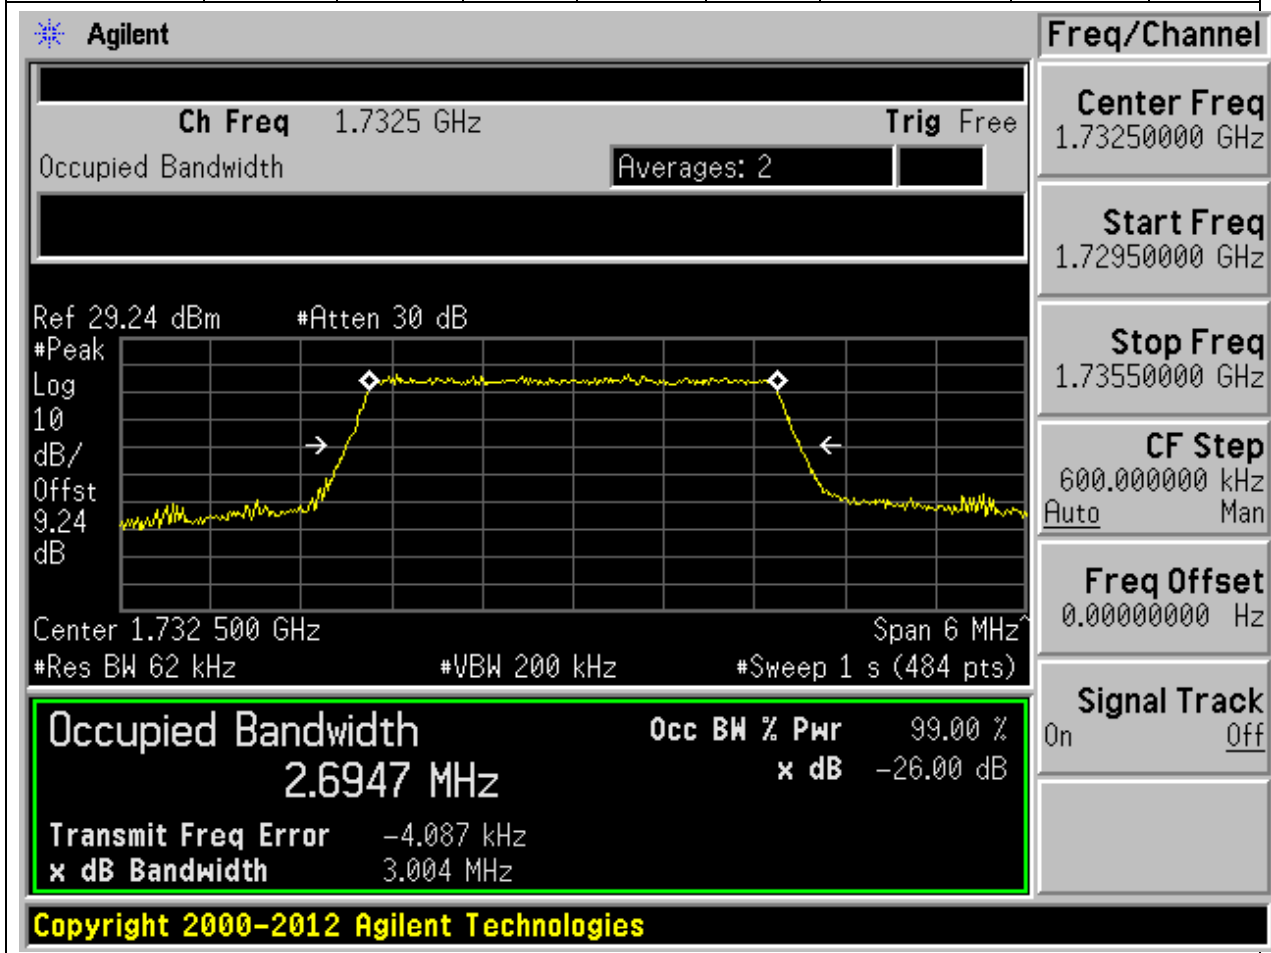 Agilent
Freq/Channel
Ch Freq 1.7325 GHz Trig Free
Occupied Bandwidth Averages: 2
Center Freq
1.73250000 GHz
Start Freq
1.72950000 GHz
Stop Freq
1.73550000 GHz
CF Step
600.000000 kHz
Auto Man
Freq Offset
0.00000000 Hz
Signal Track
On Off
Ref 29.24 dBm #Atten 30 dB
#Peak
Log
10
dB/
Offst
9.24
dB
Center 1.732 500 GHz Span 6 MHz^
#Res BW 62 kHz #VBW 200 kHz #Sweep 1 s (484 pts)
Occupied Bandwidth Occ BW % Pwr 99.00 %
2.6947 MHz x dB -26.00 dB
Transmit Freq Error -4.087 kHz
x dB Bandwidth 3.004 MHz
Copyright 2000-2012 Agilent Technologies